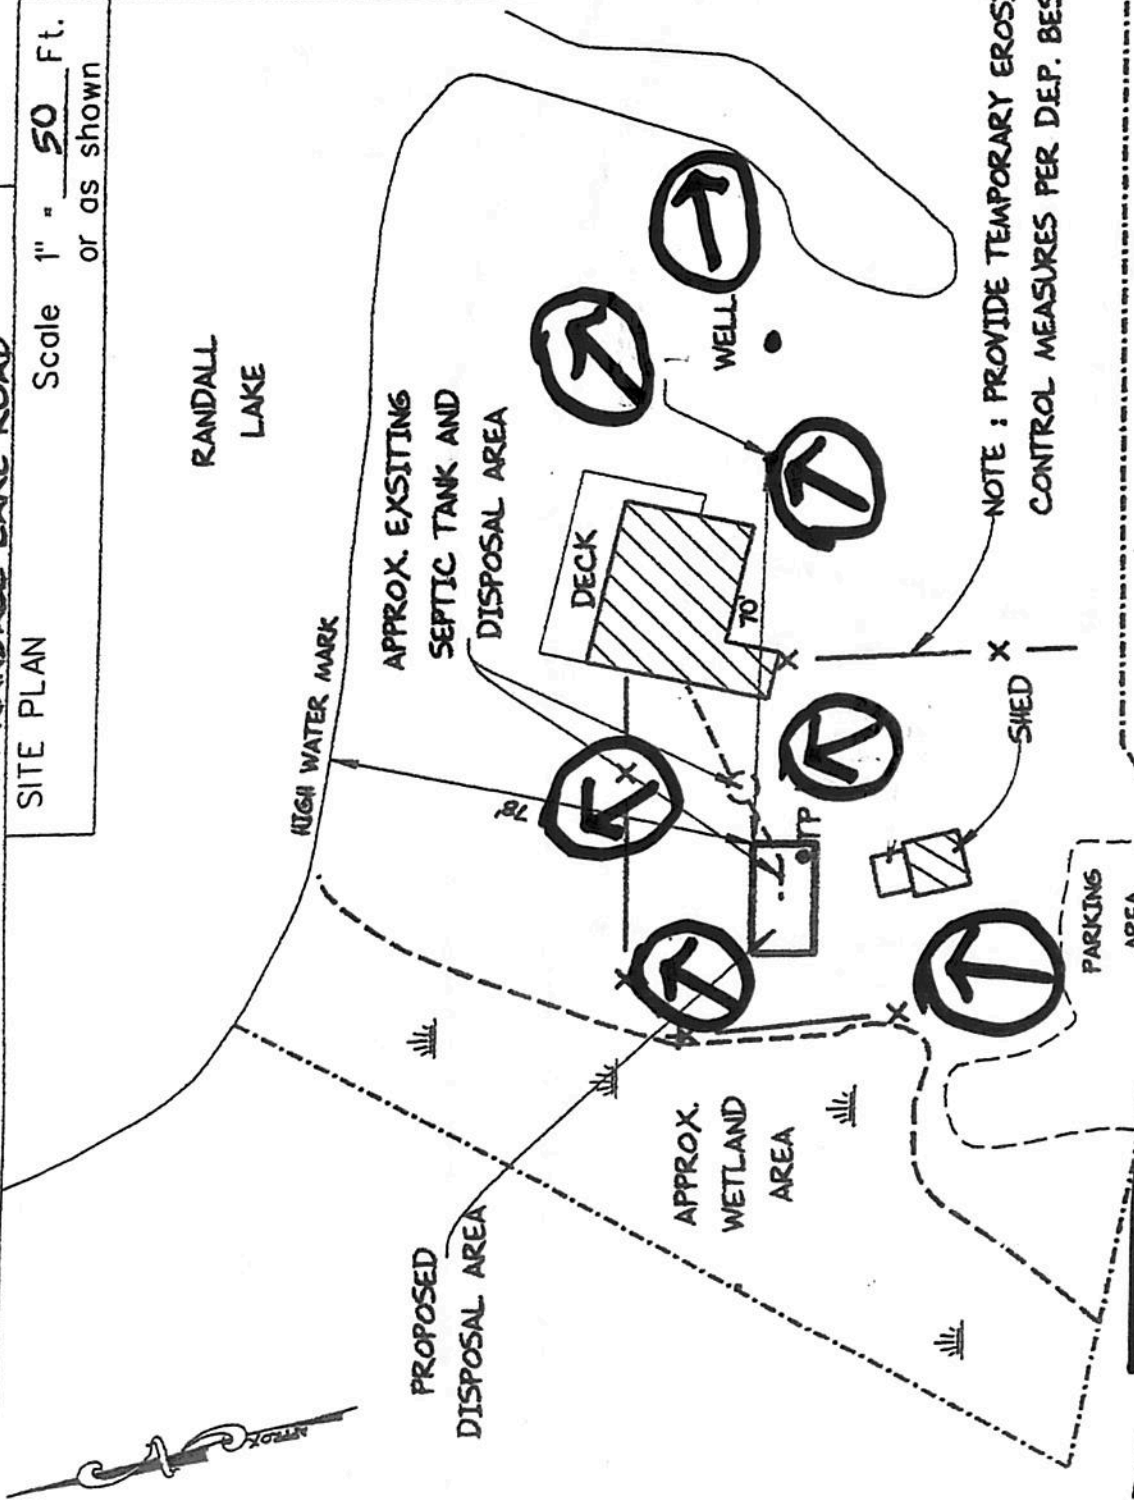 SITE PLAN
Scale 1" = 50 Ft.
or as shown
RANDALL
LAKE
HIGH WATER MARK
APPROX. EXSITING
SEPTIC TANK AND
DISPOSAL AREA
DECK
WELL
70'
78'
TP
SHED
NOTE : PROVIDE TEMPORARY EROS
CONTROL MEASURES PER D.E.P. BES
PROPOSED
DISPOSAL AREA
APPROX.
WETLAND
AREA
PARKING
AREA